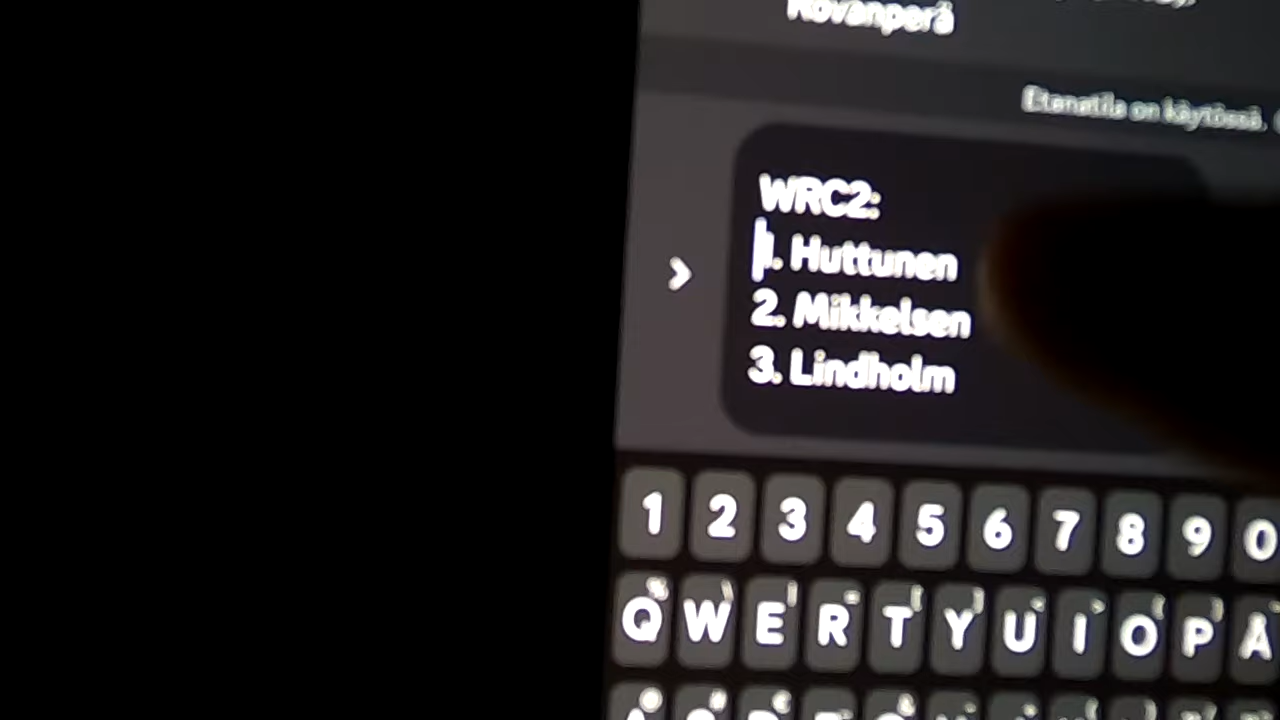 Rovanperä
Etanatila on käytössä.
WRC2:
1. Huttunen
2. Mikkelsen
3. Lindholm
1 2 3 4 5 6 7 8 9 0
Q W E R T Y U I O P Å